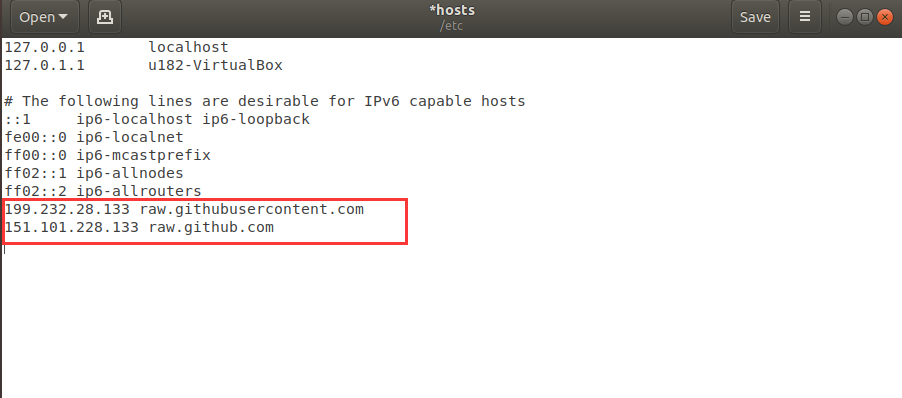 Open
*hosts
/etc
Save
127.0.0.1 localhost
127.0.1.1 u182-VirtualBox
# The following lines are desirable for IPv6 capable hosts
::1 ip6-localhost ip6-loopback
fe00::0 ip6-localnet
ff00::0 ip6-mcastprefix
ff02::1 ip6-allnodes
ff02::2 ip6-allrouters
199.232.28.133 raw.githubusercontent.com
151.101.228.133 raw.github.com